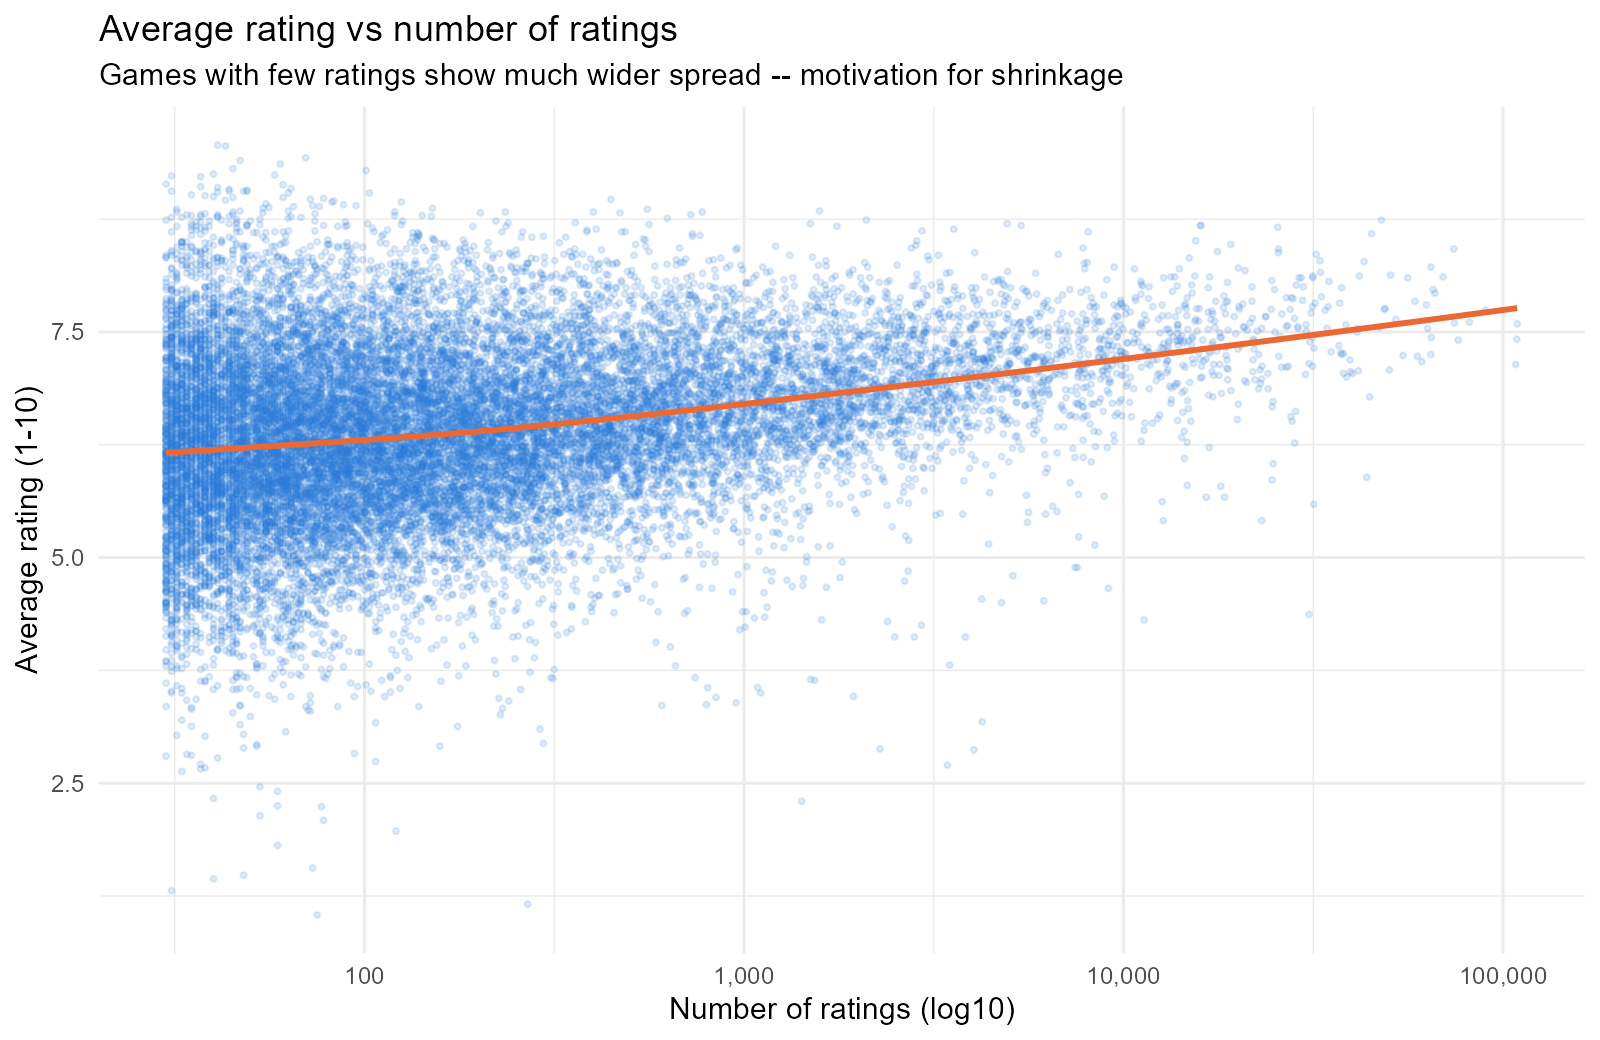 Average rating vs number of ratings
Games with few ratings show much wider spread -- motivation for shrinkage
Average rating (1-10)
7.5
5.0
2.5
100
1,000
10,000
100,000
Number of ratings (log10)